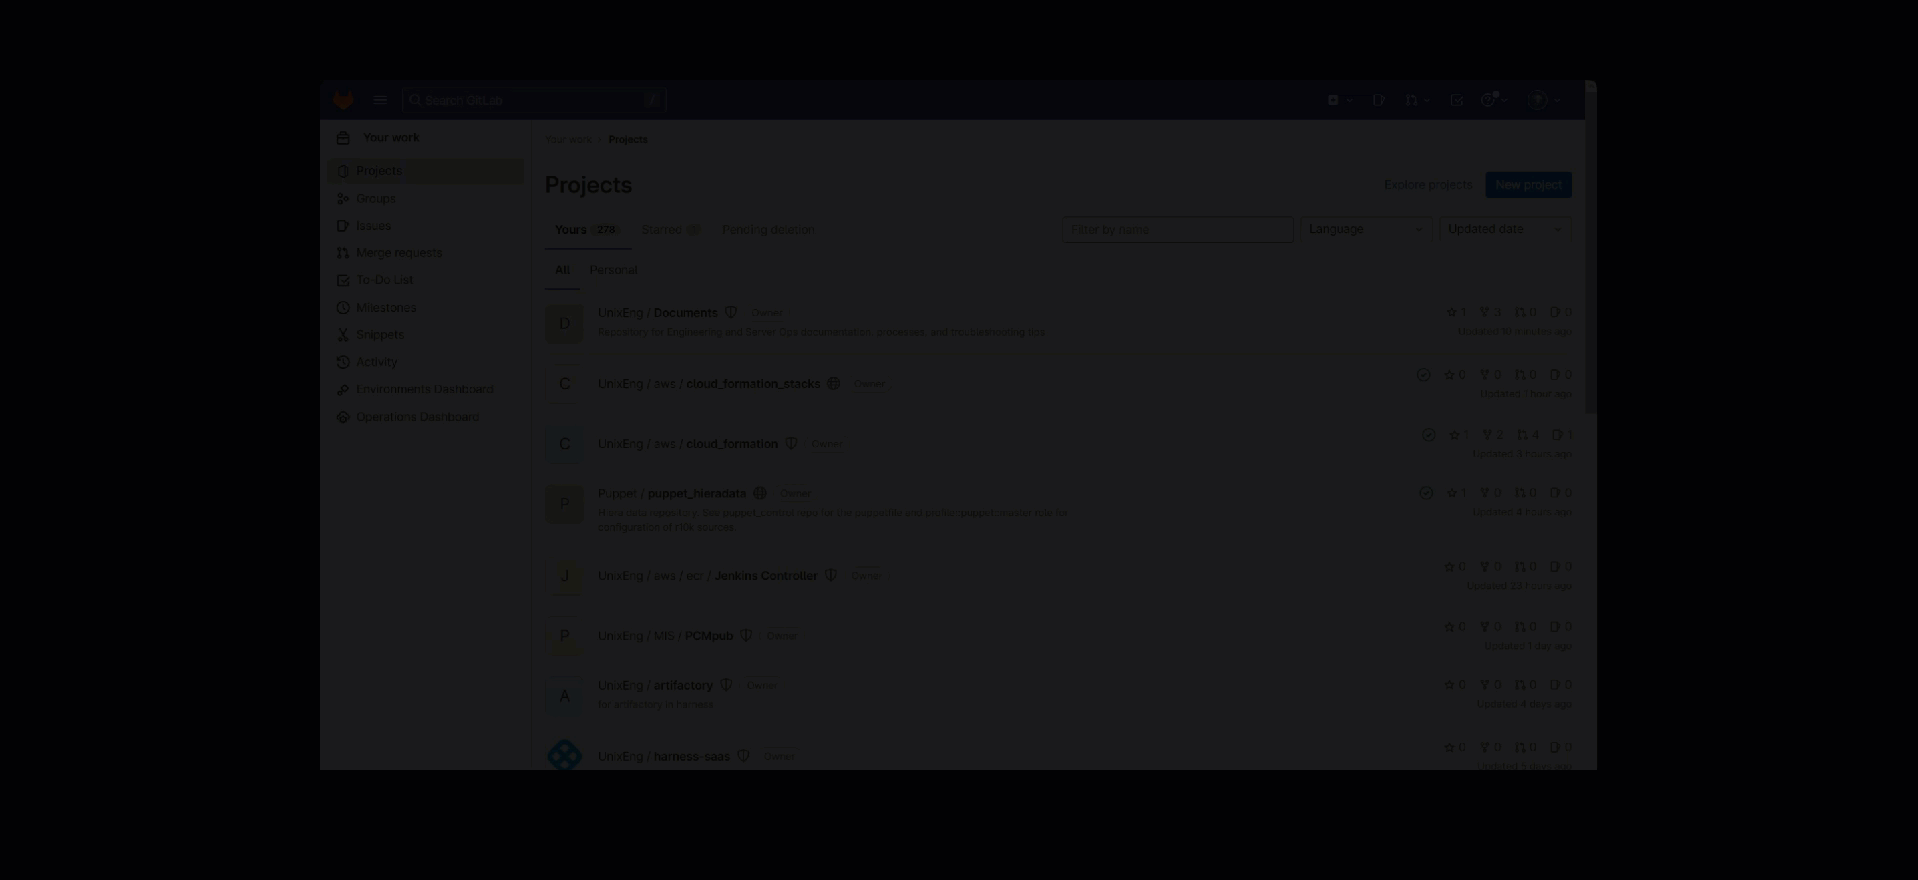 Search GitLab /
Your work
Projects
Groups
Issues
Merge requests
To-Do List
Milestones
Snippets
Activity
Environments Dashboard
Operations Dashboard
Your work / Projects
Projects
Explore projects
New project
Yours 278 Starred Pending deletion
Filter by name
Language
Updated date
All Personal
D
UnixEng / Documents Owner
Repository for Engineering and Server Ops documentation, processes, and troubleshooting tips
1 3 0 0
Updated 10 minutes ago
C
UnixEng / aws / cloud_formation_stacks Owner
0 0 0 0
Updated 1 hour ago
C
UnixEng / aws / cloud_formation Owner
1 2 4 1
Updated 3 hours ago
P
Puppet / puppet_hieradata Owner
Hiera data repository. See puppet_control repo for the puppetfile and profile::puppet::master role for
configuration of r10k sources.
1 0 0 0
Updated 4 hours ago
J
UnixEng / aws / ecr / Jenkins Controller Owner
0 0 0 0
Updated 23 hours ago
P
UnixEng / MIS / PCMpub Owner
0 0 0 0
Updated 1 day ago
A
UnixEng / artifactory Owner
for artifactory in harness
0 0 0 0
Updated 4 days ago
UnixEng / harness-saas Owner
0 0 0 0
Updated 5 days ago